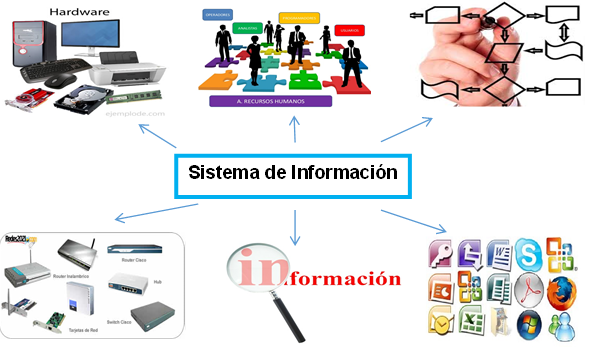 Hardware
ejemplode.com
OPERADORES
ANALISTAS
PROGRAMADORES
USUARIOS
A. RECURSOS HUMANOS
Sistema de Información
Router Inalámbrico
Router Cisco
Hub
Tarjetas de Red
Switch Cisco
información